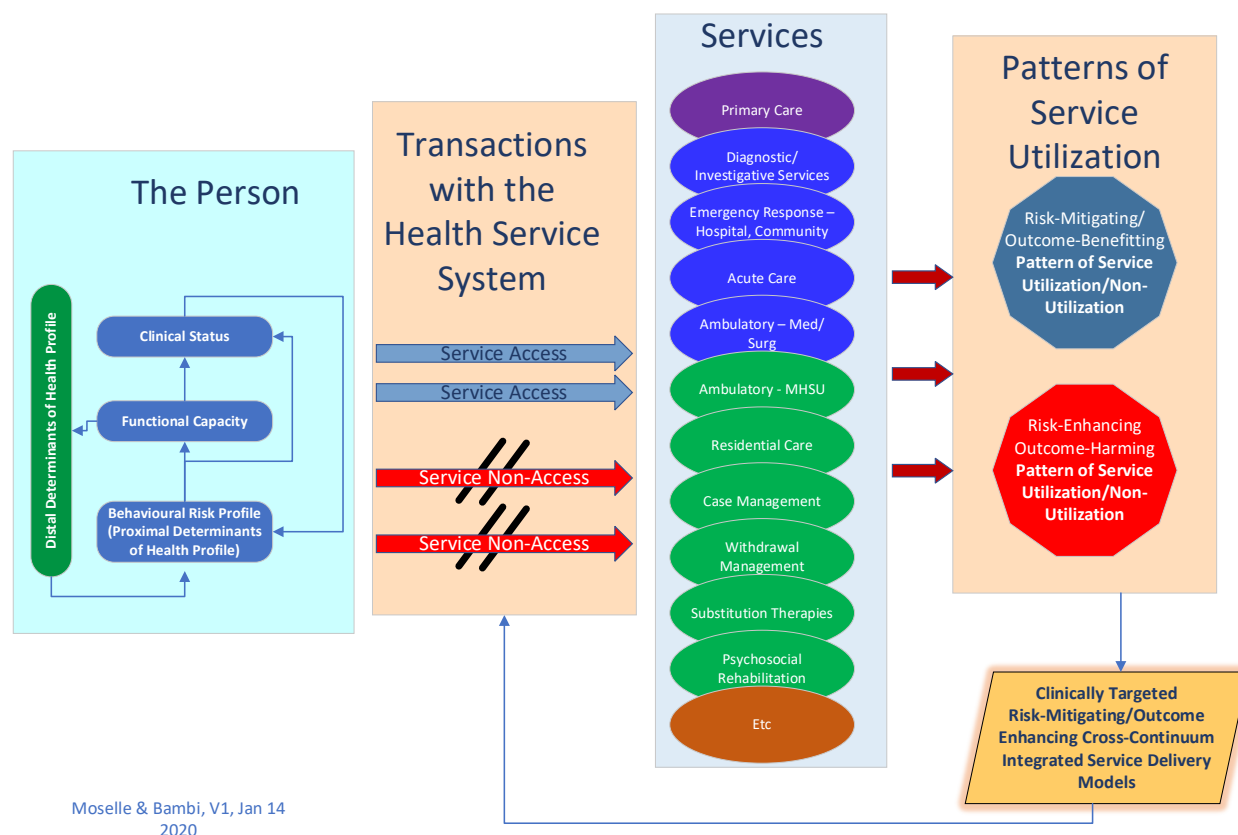 The Person
Distal Determinants of Health Profile
Clinical Status
Functional Capacity
Behavioural Risk Profile
(Proximal Determinants
of Health Profile)
Transactions
with the
Health Service
System
Service Access
Service Access
Service Non-Access
Service Non-Access
Services
Primary Care
Diagnostic/
Investigative Services
Emergency Response –
Hospital, Community
Acute Care
Ambulatory – Med/
Surg
Ambulatory - MHSU
Residential Care
Case Management
Withdrawal
Management
Substitution Therapies
Psychosocial
Rehabilitation
Etc
Patterns of
Service
Utilization
Risk-Mitigating/
Outcome-Benefitting
Pattern of Service
Utilization/Non-
Utilization
Risk-Enhancing
Outcome-Harming
Pattern of Service
Utilization/Non-
Utilization
Clinically Targeted
Risk-Mitigating/Outcome
Enhancing Cross-Continuum
Integrated Service Delivery
Models
Moselle & Bambi, V1, Jan 14
2020